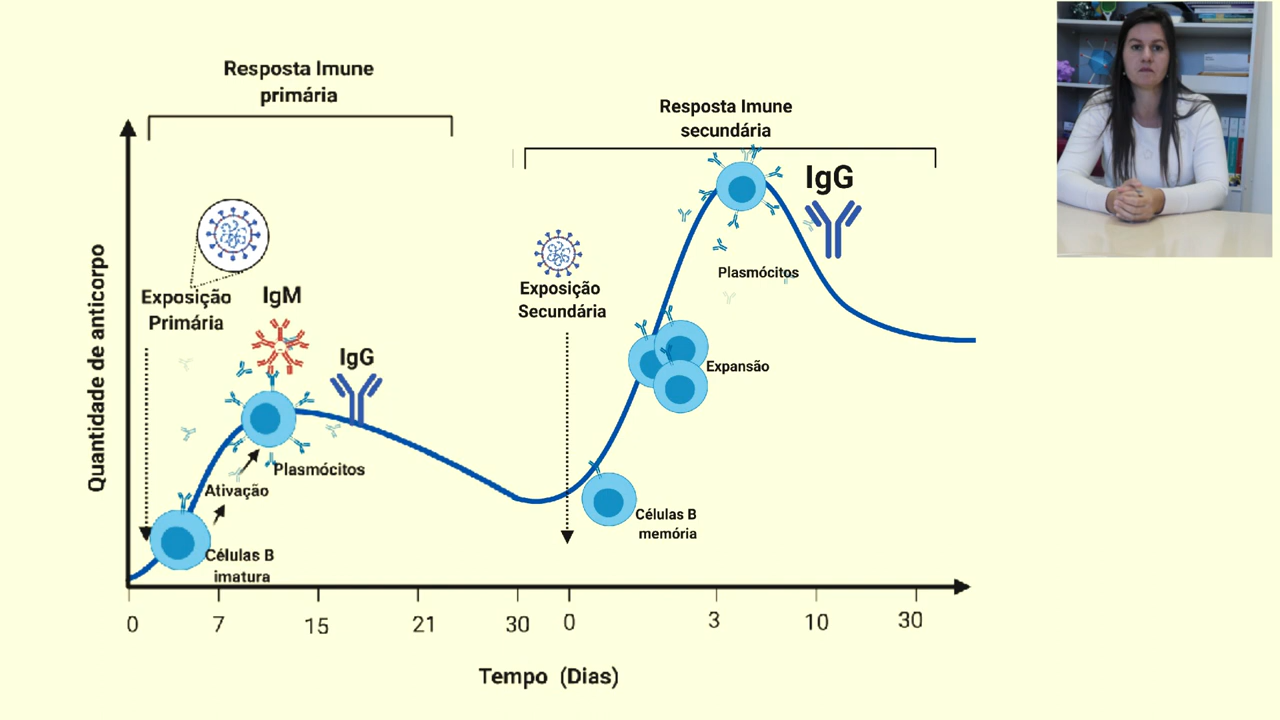 Resposta Imune
primária
Resposta Imune
secundária
IgG
Exposição
Primária
IgM
IgG
Exposição
Secundária
Plasmócitos
Expansão
Plasmócitos
Ativação
Células B
imatura
Células B
memória
Quantidade de anticorpo
0 7 15 21 30 0 3 10 30
Tempo (Dias)